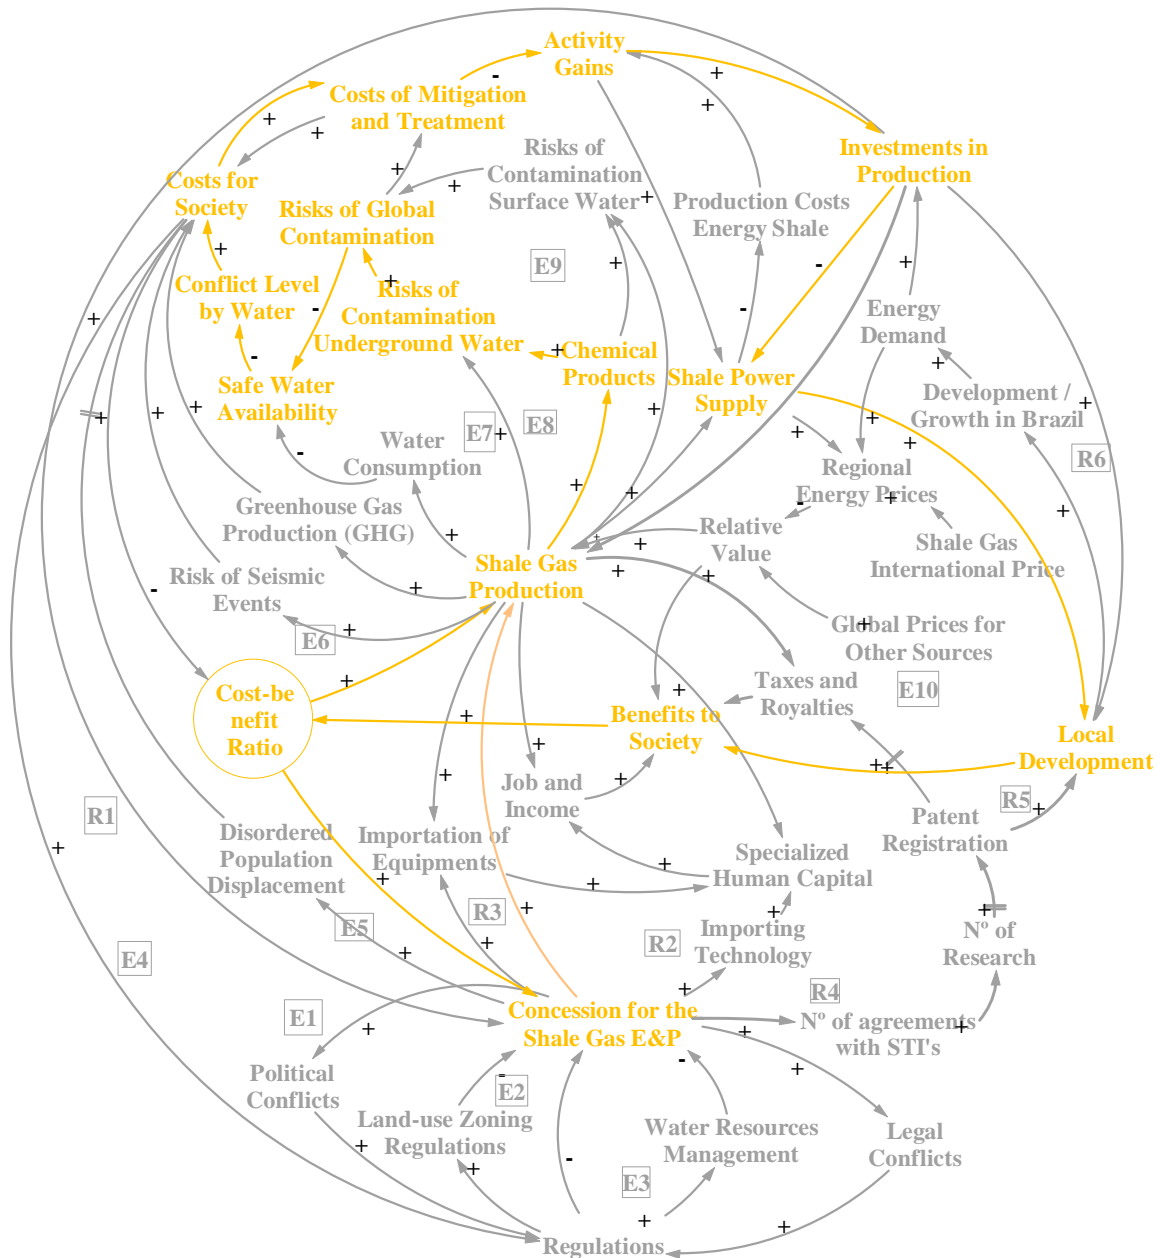 Activity
Gains
Costs of Mitigation
and Treatment
Investments in
Production
Risks of
Contamination
Surface Water
Costs for
Society
Risks of Global
Contamination
Production Costs
Energy Shale
E9
Conflict Level
by Water
Risks of
Contamination
Underground Water
Energy
Demand
Chemical
Products
Shale Power
Supply
Safe Water
Availability
Development /
Growth in Brazil
E7
E8
Water
Consumption
R6
Regional
Energy Prices
Greenhouse Gas
Production (GHG)
Relative
Value
Shale Gas
International Price
Shale Gas
Production
Risk of Seismic
Events
E6
Global Prices for
Other Sources
Taxes and
Royalties
E10
Cost-be
nefit
Ratio
Benefits to
Society
Local
Development
Job and
Income
R5
R1
Patent
Registration
Disordered
Population
Displacement
Importation of
Equipments
Specialized
Human Capital
R3
E5
R2
Importing
Technology
Nº of
Research
E4
R4
E1
Concession for the
Shale Gas E&P
Nº of agreements
with STI's
Political
Conflicts
E2
Land-use Zoning
Regulations
Water Resources
Management
Legal
Conflicts
E3
Regulations